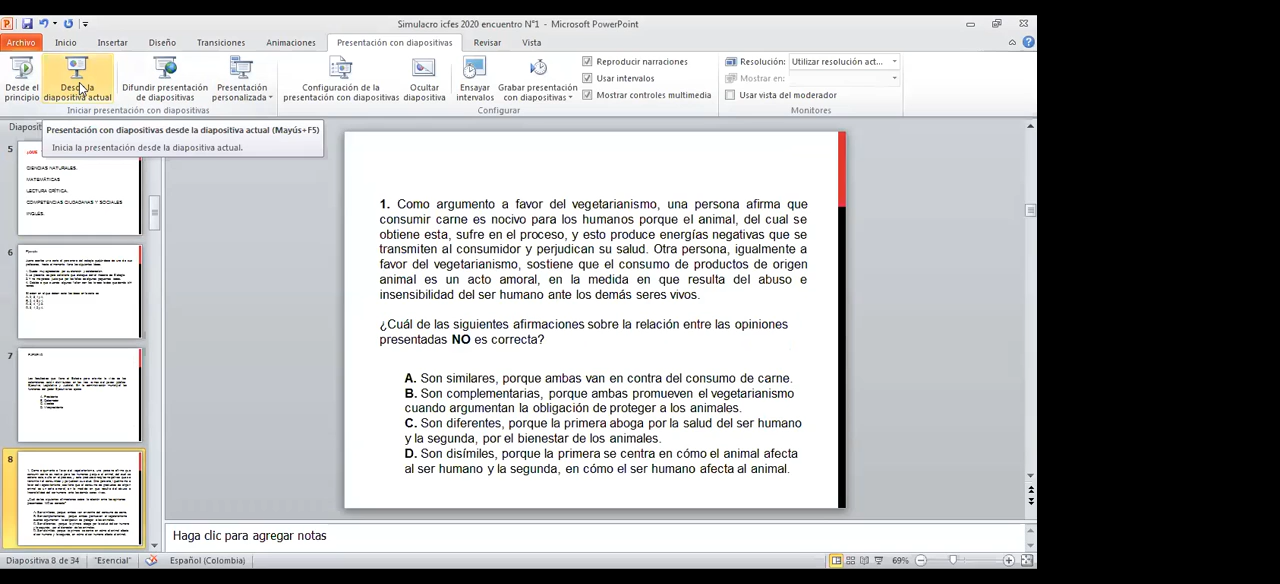 Simulacro icfes 2020 encuentro N°1 - Microsoft PowerPoint
Archivo Inicio Insertar Diseño Transiciones Animaciones Presentación con diapositivas Revisar Vista
Desde el principio
Desde la diapositiva actual
Difundir presentación de diapositivas
Presentación personalizada
Configuración de la presentación con diapositivas
Ocultar diapositiva
Ensayar intervalos
Grabar presentación con diapositivas
Reproducir narraciones
Usar intervalos
Mostrar controles multimedia
Resolución: Utilizar resolución act...
Mostrar en:
Usar vista del moderador
Iniciar presentación con diapositivas
Configurar
Monitores
Presentación con diapositivas desde la diapositiva actual (Mayús+F5)
Inicia la presentación desde la diapositiva actual.
5
CIENCIAS NATURALES.
MATEMÁTICAS
LECTURA CRÍTICA
COMPETENCIAS CIUDADANAS Y SOCIALES
INGLES.
6
7
8
1. Como argumento a favor del vegetarianismo, una persona afirma que
consumir carne es nocivo para los humanos porque el animal, del cual se
obtiene esta, sufre en el proceso, y esto produce energías negativas que se
transmiten al consumidor y perjudican su salud. Otra persona, igualmente a
favor del vegetarianismo, sostiene que el consumo de productos de origen
animal es un acto amoral, en la medida en que resulta del abuso e
insensibilidad del ser humano ante los demás seres vivos.
¿Cuál de las siguientes afirmaciones sobre la relación entre las opiniones
presentadas NO es correcta?
A. Son similares, porque ambas van en contra del consumo de carne.
B. Son complementarias, porque ambas promueven el vegetarianismo
cuando argumentan la obligación de proteger a los animales.
C. Son diferentes, porque la primera aboga por la salud del ser humano
y la segunda, por el bienestar de los animales.
D. Son disímiles, porque la primera se centra en cómo el animal afecta
al ser humano y la segunda, en cómo el ser humano afecta al animal.
Haga clic para agregar notas
Diapositiva 8 de 34 "Esencial" Español (Colombia) 69%